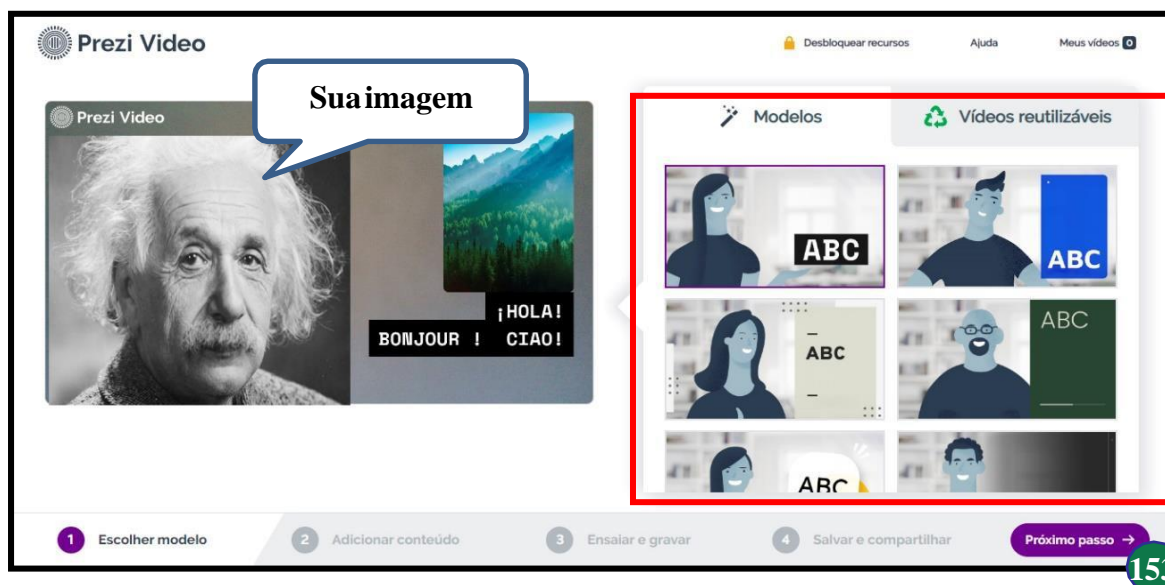 Prezi Video
Desbloquear recursos
Ajuda
Meus vídeos 0
Sua imagem
Prezi Video
¡HOLA!
BONJOUR ! CIAO!
Modelos
Vídeos reutilizáveis
ABC
ABC
ABC
ABC
ABC
1 Escolher modelo
2 Adicionar conteúdo
3 Ensaiar e gravar
4 Salvar e compartilhar
Próximo passo →